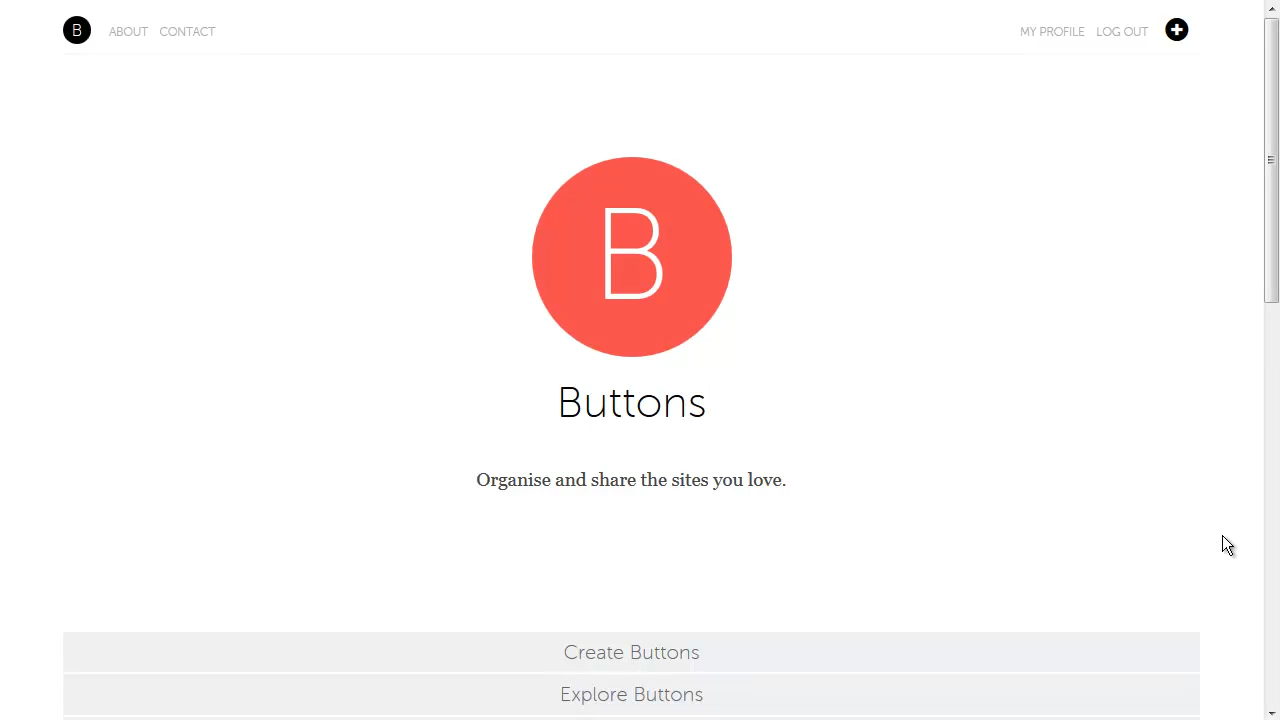 B ABOUT CONTACT MY PROFILE LOG OUT
B
Buttons
Organise and share the sites you love.
Create Buttons
Explore Buttons